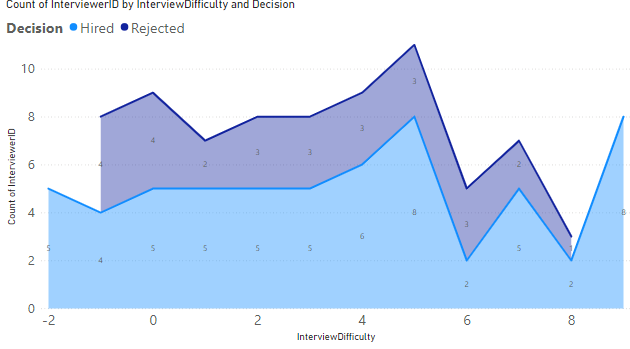 Count of InterviewerID by InterviewDifficulty and Decision
Decision Hired Rejected
10
8
6
4
2
0
Count of InterviewerID
3
4 4 2 3 3 3 2
5 4 5 5 5 5 6 8 3 2 5 1 2 8
-2 0 2 4 6 8
InterviewDifficulty